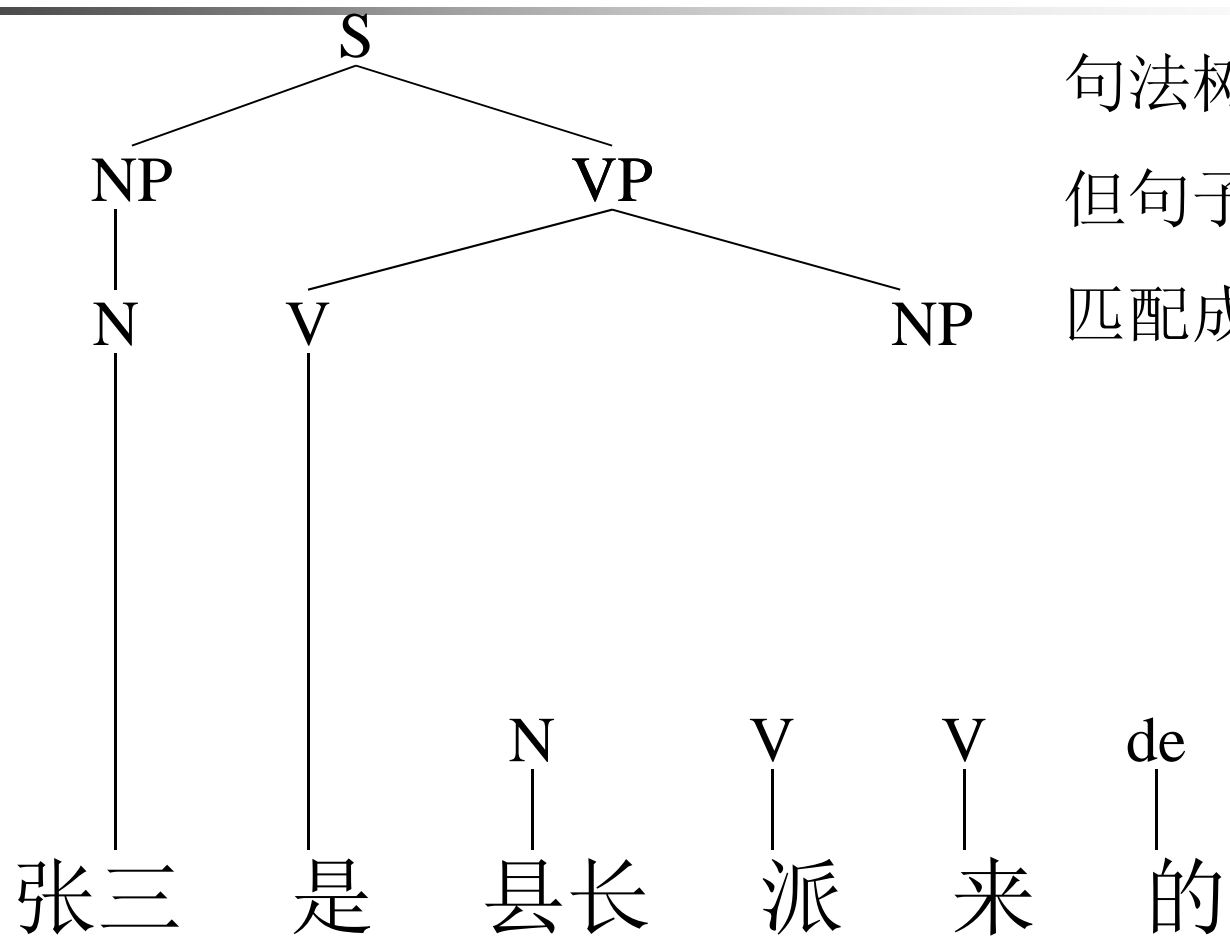 S
句法树
NP VP
但句子
N V NP
匹配成
N V V de
张三 是 县长 派 来 的